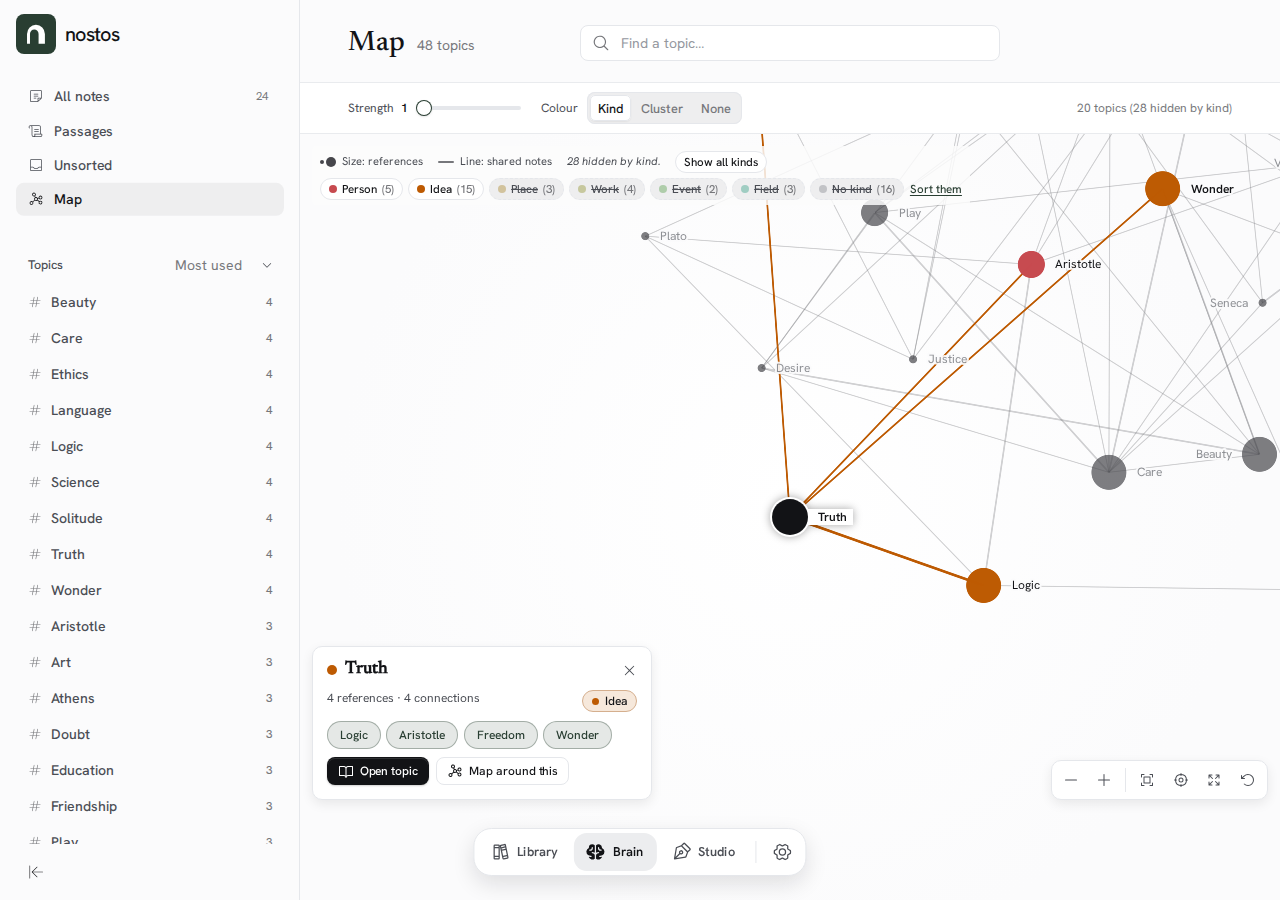 nostos
All notes 24
Passages
Unsorted
Map
Topics Most used
# Beauty 4
# Care 4
# Ethics 4
# Language 4
# Logic 4
# Science 4
# Solitude 4
# Truth 4
# Wonder 4
# Aristotle 3
# Art 3
# Athens 3
# Doubt 3
# Education 3
# Friendship 3
# Play 3
Map 48 topics
Find a topic...
Strength 1 Colour Kind Cluster None 20 topics (28 hidden by kind)
Size: references Line: shared notes 28 hidden by kind. Show all kinds
Person (5) Idea (15) Place (3) Work (4) Event (2) Field (3) No kind (16) Sort them
Wonder
Play
Plato
Aristotle
Seneca
Justice
Desire
Beauty
Care
Truth
Logic
Truth
4 references · 4 connections Idea
Logic Aristotle Freedom Wonder
Open topic Map around this
Library Brain Studio